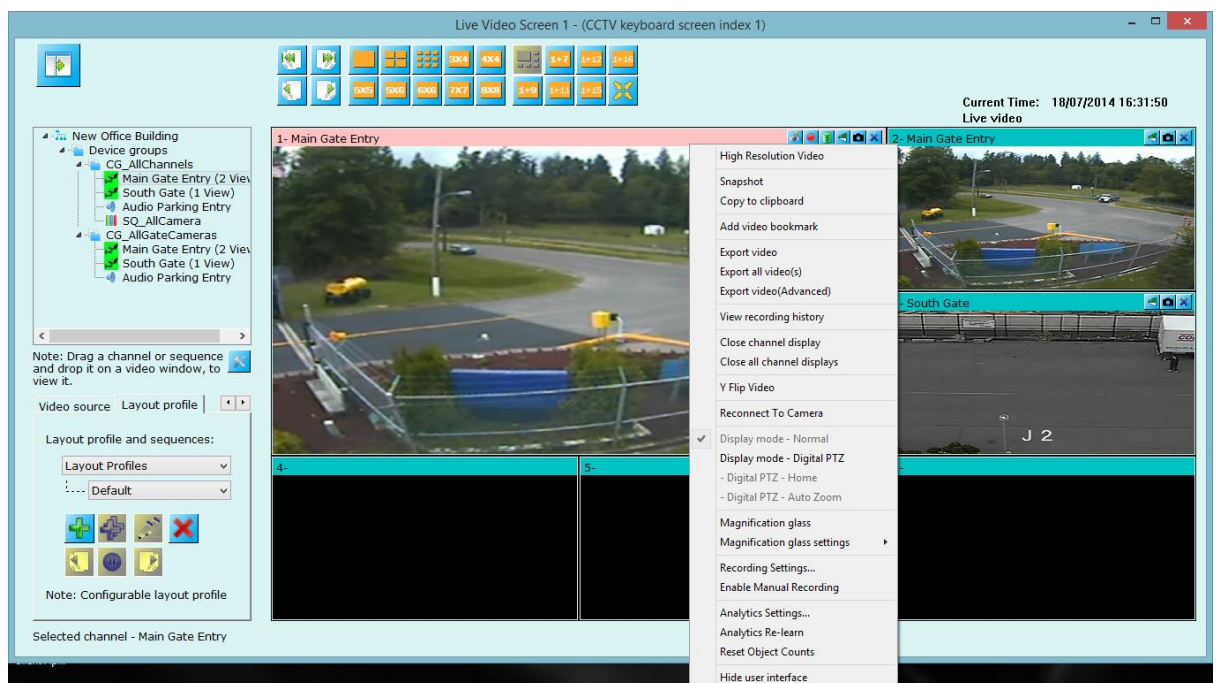 Live Video Screen 1 - (CCTV keyboard screen index 1)
3X4
4X4
1+7
1+12
1+16
5X5
5X6
6X6
7X7
8X8
1+9
1+11
1+15
Current Time: 18/07/2014 16:31:50
Live video
New Office Building
Device groups
CG_AllChannels
Main Gate Entry (2 Viev
South Gate (1 View)
Audio Parking Entry
SQ_AllCamera
CG_AllGateCameras
Main Gate Entry (2 Viev
South Gate (1 View)
Audio Parking Entry
Note: Drag a channel or sequence
and drop it on a video window, to
view it.
Video source
Layout profile
Layout profile and sequences:
Layout Profiles
Default
Note: Configurable layout profile
Selected channel - Main Gate Entry
1- Main Gate Entry
2- Main Gate Entry
- South Gate
J 2
4-
5-
-
High Resolution Video
Snapshot
Copy to clipboard
Add video bookmark
Export video
Export all video(s)
Export video(Advanced)
View recording history
Close channel display
Close all channel displays
Y Flip Video
Reconnect To Camera
Display mode - Normal
Display mode - Digital PTZ
- Digital PTZ - Home
- Digital PTZ - Auto Zoom
Magnification glass
Magnification glass settings
Recording Settings...
Enable Manual Recording
Analytics Settings...
Analytics Re-learn
Reset Object Counts
Hide user interface